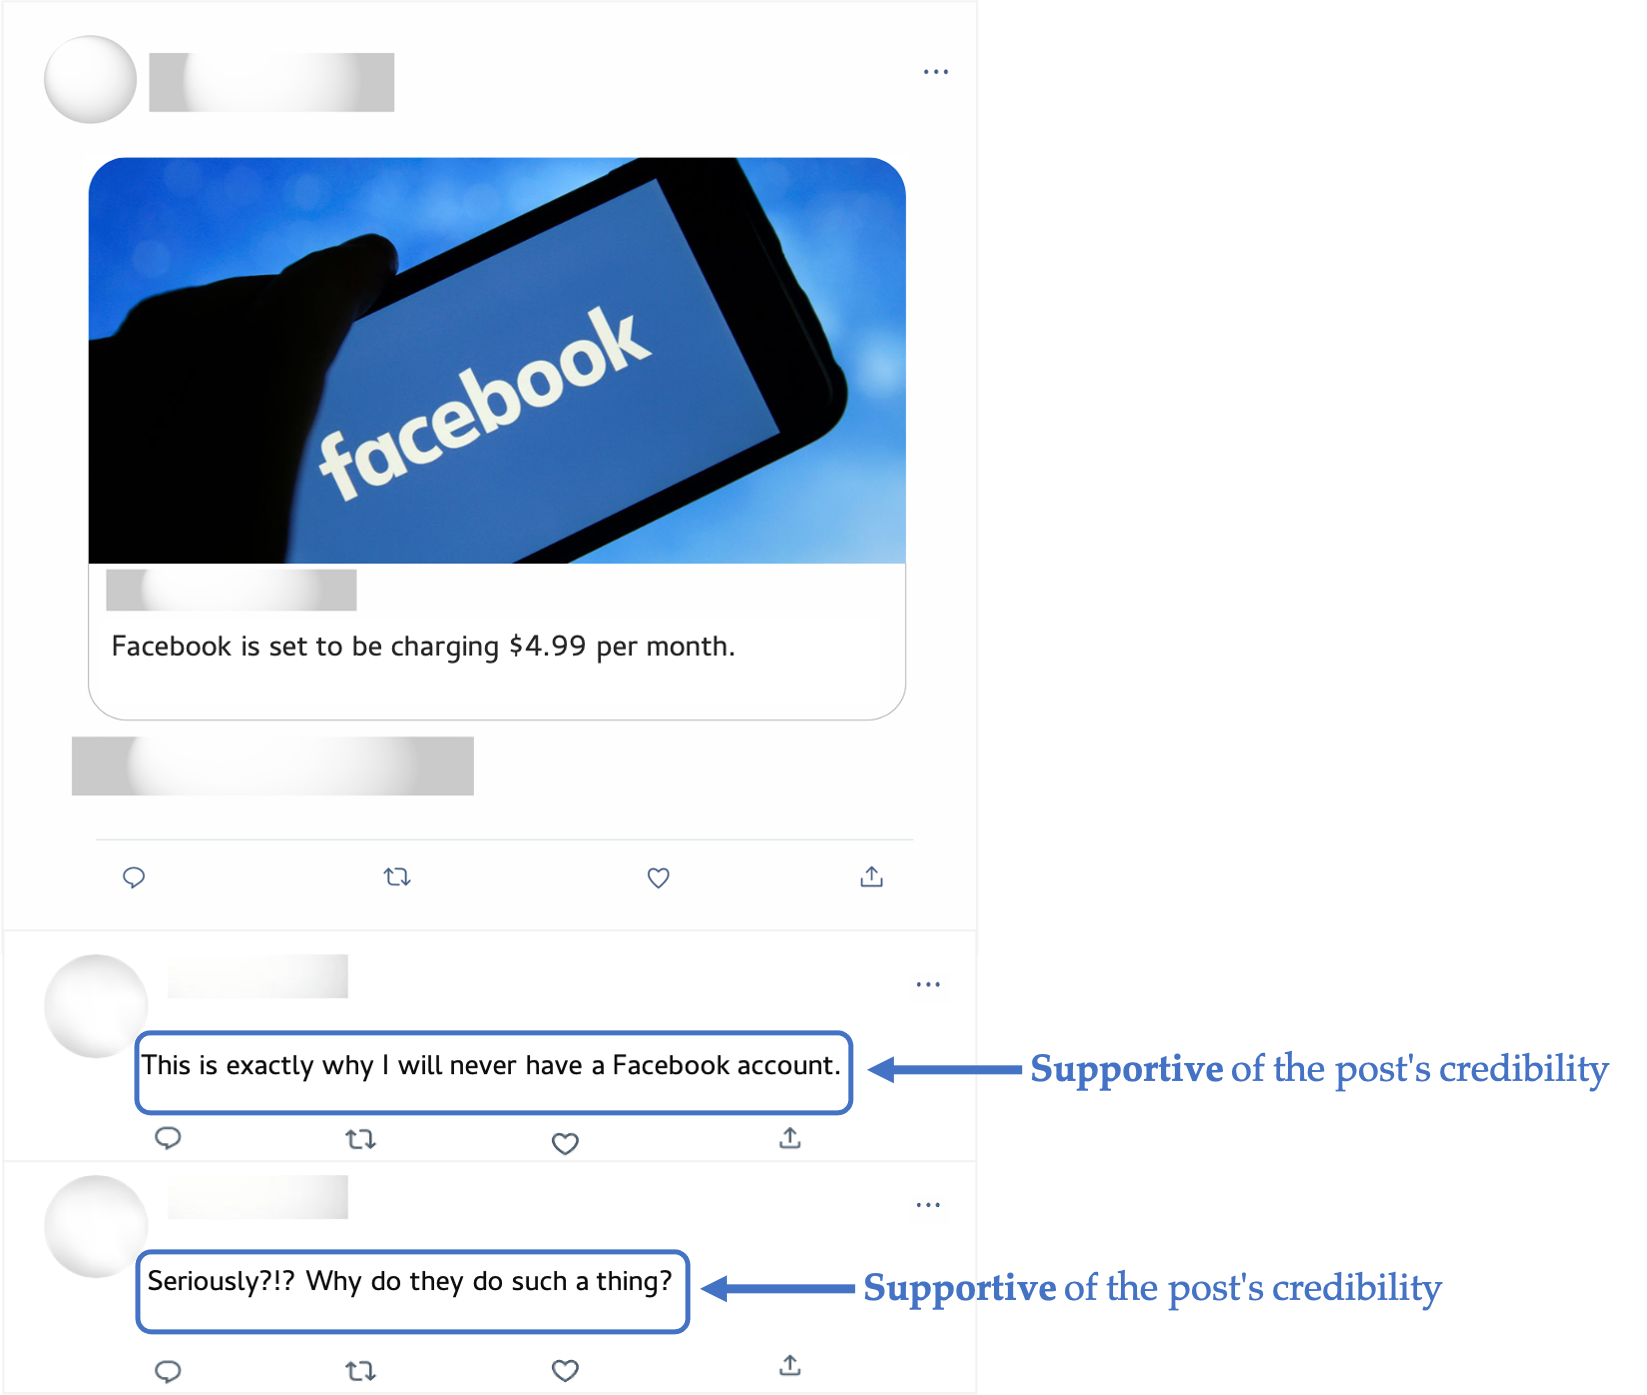 facebook
Facebook is set to be charging $4.99 per month.
This is exactly why I will never have a Facebook account.
Supportive of the post's credibility
Seriously?!? Why do they do such a thing?
Supportive of the post's credibility